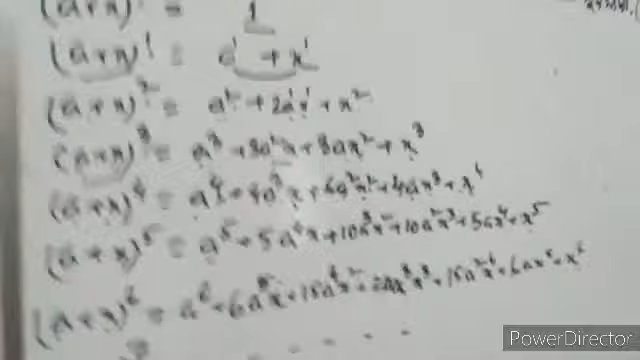 (a+x)⁰ = 1
(a+x)¹ = a¹ + x¹
(a+x)² = a² + 2a¹x¹ + x²
(a+x)³ = a³ + 3a²x + 3ax² + x³
(a+x)⁴ = a⁴ + 4a³x + 6a²x² + 4ax³ + x⁴
(a+x)⁵ = a⁵ + 5a⁴x + 10a³x² + 10a²x³ + 5ax⁴ + x⁵
(a+x)⁶ = a⁶ + 6a⁵x + 15a⁴x² + a³x³ + 15a²x⁴ + 6ax⁵ + x⁶
PowerDirector